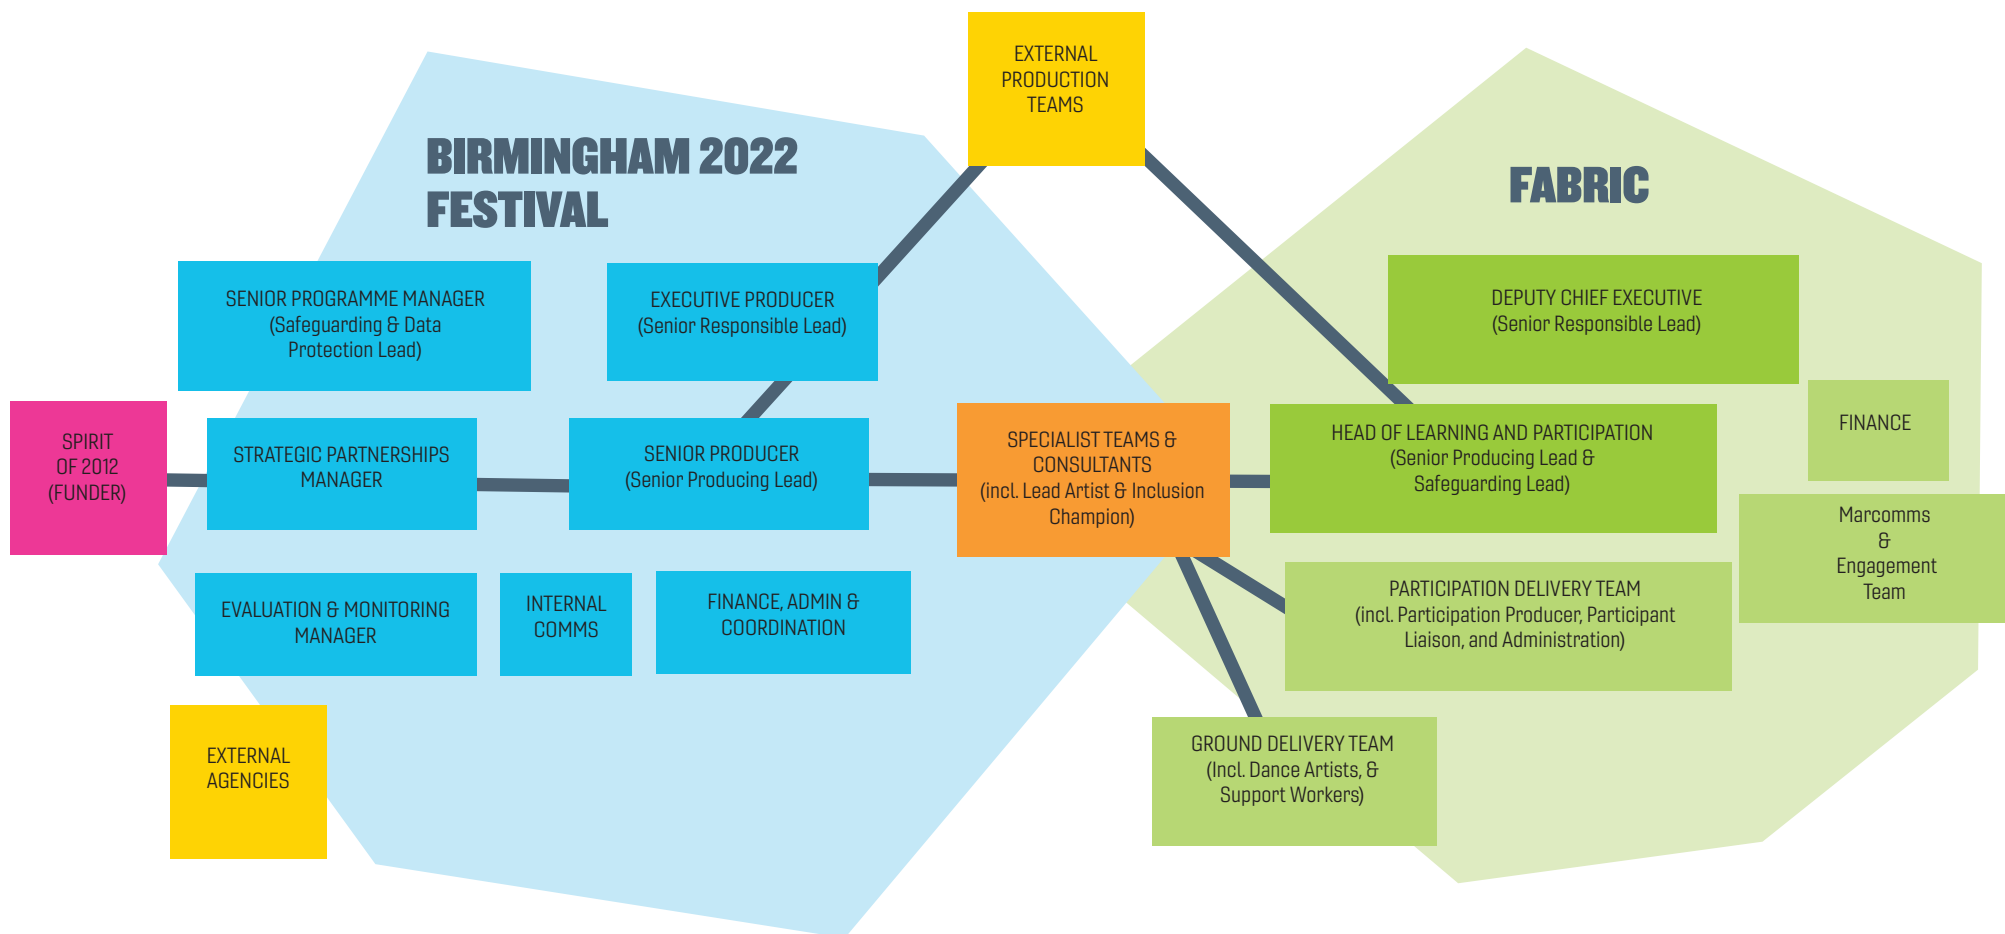 EXTERNAL
PRODUCTION
TEAMS
BIRMINGHAM 2022
FESTIVAL
FABRIC
SENIOR PROGRAMME MANAGER
(Safeguarding & Data
Protection Lead)
EXECUTIVE PRODUCER
(Senior Responsible Lead)
DEPUTY CHIEF EXECUTIVE
(Senior Responsible Lead)
SPIRIT
OF 2012
(FUNDER)
STRATEGIC PARTNERSHIPS
MANAGER
SENIOR PRODUCER
(Senior Producing Lead)
SPECIALIST TEAMS &
CONSULTANTS
(incl. Lead Artist & Inclusion
Champion)
HEAD OF LEARNING AND PARTICIPATION
(Senior Producing Lead &
Safeguarding Lead)
FINANCE
Marcomms
&
Engagement
Team
EVALUATION & MONITORING
MANAGER
INTERNAL
COMMS
FINANCE, ADMIN &
COORDINATION
PARTICIPATION DELIVERY TEAM
(incl. Participation Producer, Participant
Liaison, and Administration)
EXTERNAL
AGENCIES
GROUND DELIVERY TEAM
(Incl. Dance Artists, &
Support Workers)